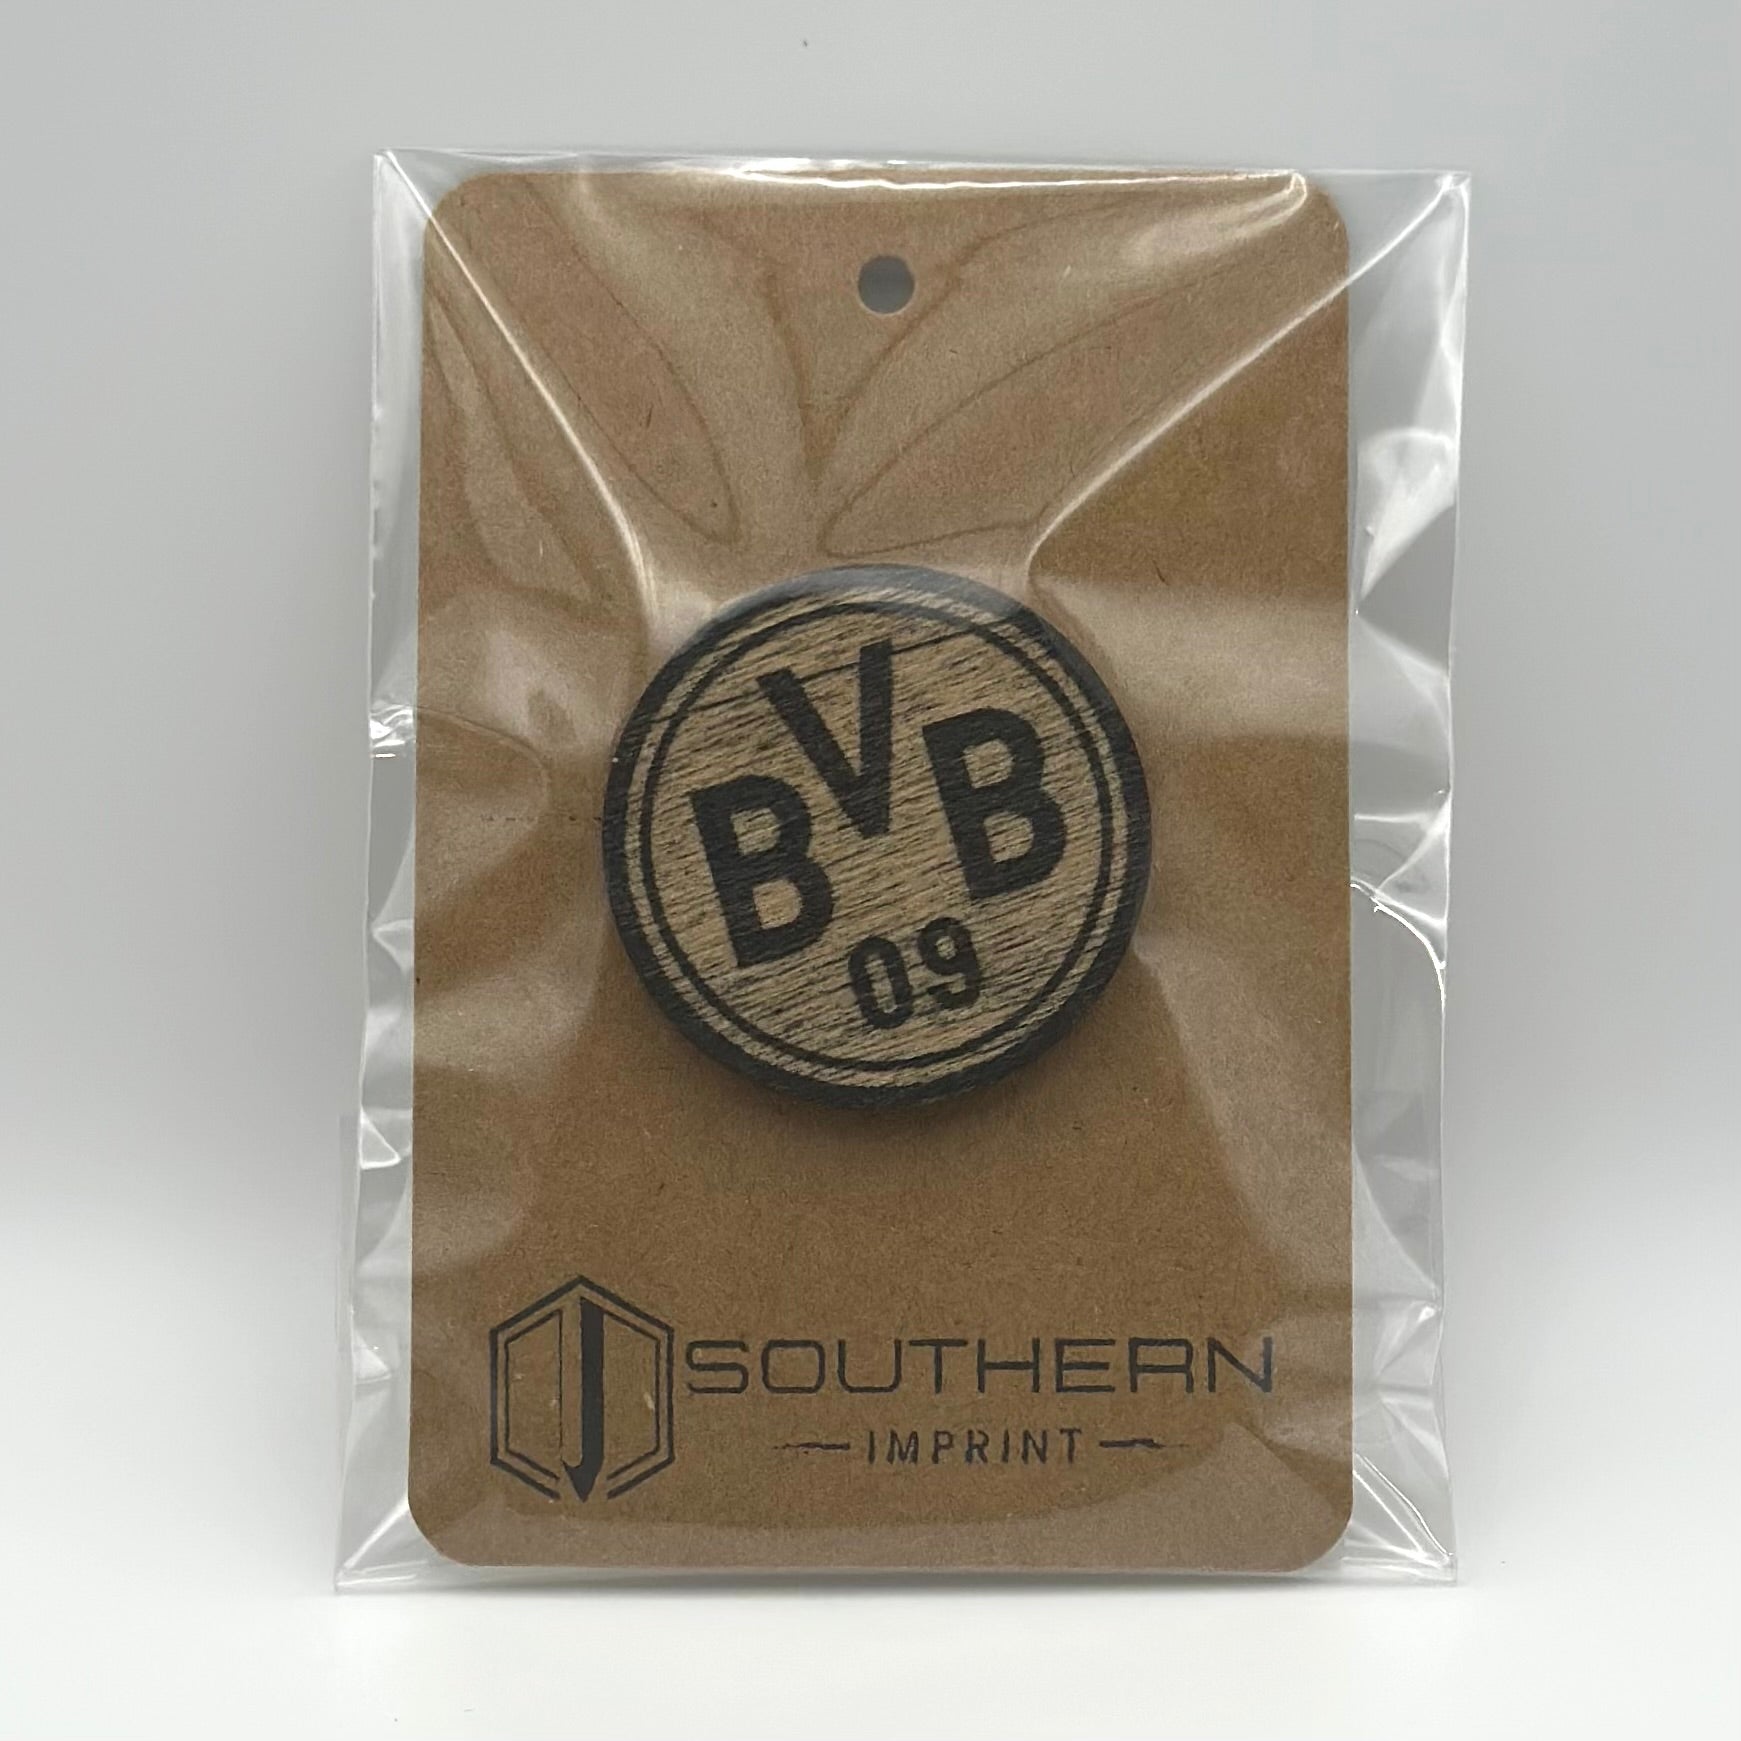 BVB
09
SOUTHERN
IMPRINT